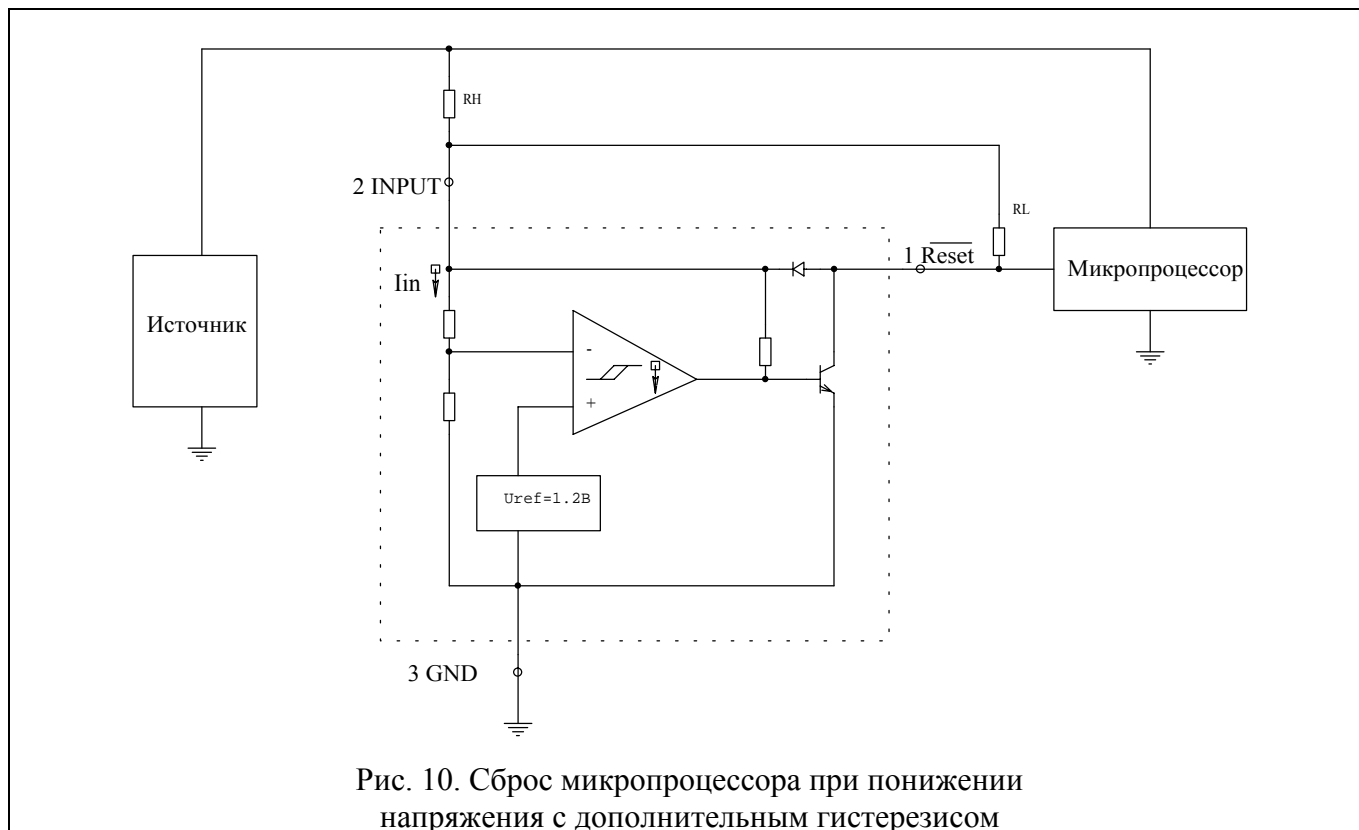 RH
2 INPUT
RL
1 Reset
Iin
Источник
Микропроцессор
-
+
Uref=1.2В
3 GND
Рис. 10. Сброс микропроцессора при понижении
напряжения с дополнительным гистерезисом